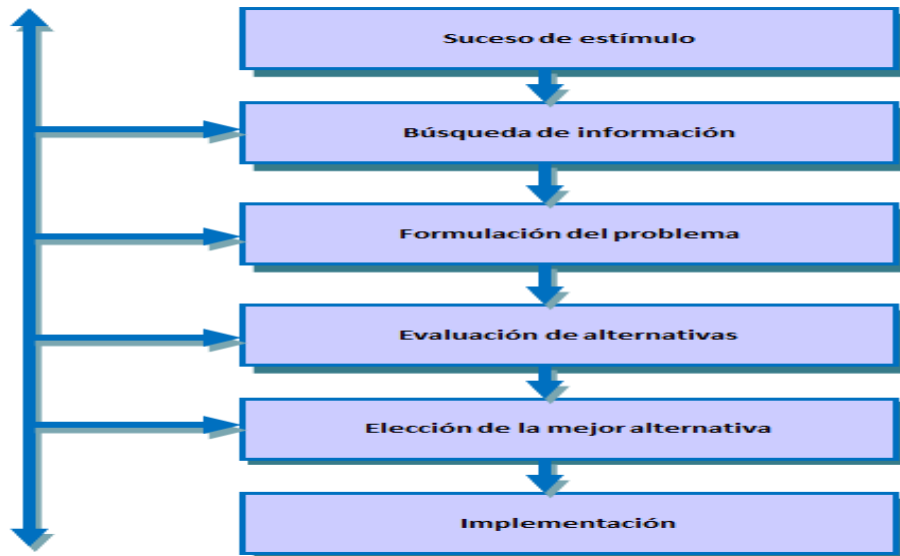 Suceso de estímulo
Búsqueda de información
Formulación del problema
Evaluación de alternativas
Elección de la mejor alternativa
Implementación